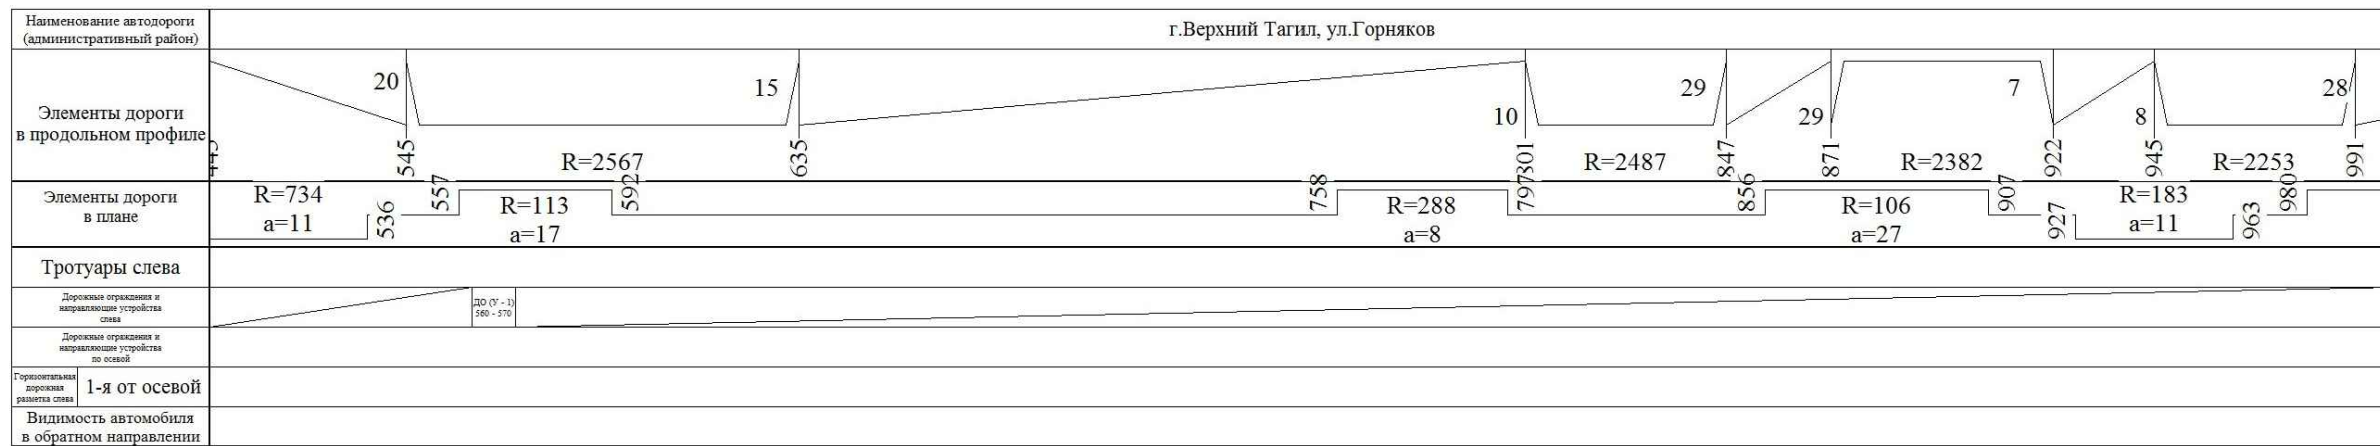 Наименование автодороги
(административный район)
г.Верхний Тагил, ул.Горняков
Элементы дороги
в продольном профиле
20
15
10
29
29
7
8
28
445
545
R=2567
635
801
R=2487
847
871
R=2382
922
945
R=2253
991
Элементы дороги
в плане
R=734
a=11
536
557
R=113
a=17
592
758
R=288
a=8
797
856
R=106
a=27
907
927
R=183
a=11
963
980
Тротуары слева
Дорожные ограждения и
направляющие устройства
слева
ДО (У - 1)
560 - 570
Дорожные ограждения и
направляющие устройства
по осевой
Горизонтальная
дорожная
разметка слева
1-я от осевой
Видимость автомобиля
в обратном направлении